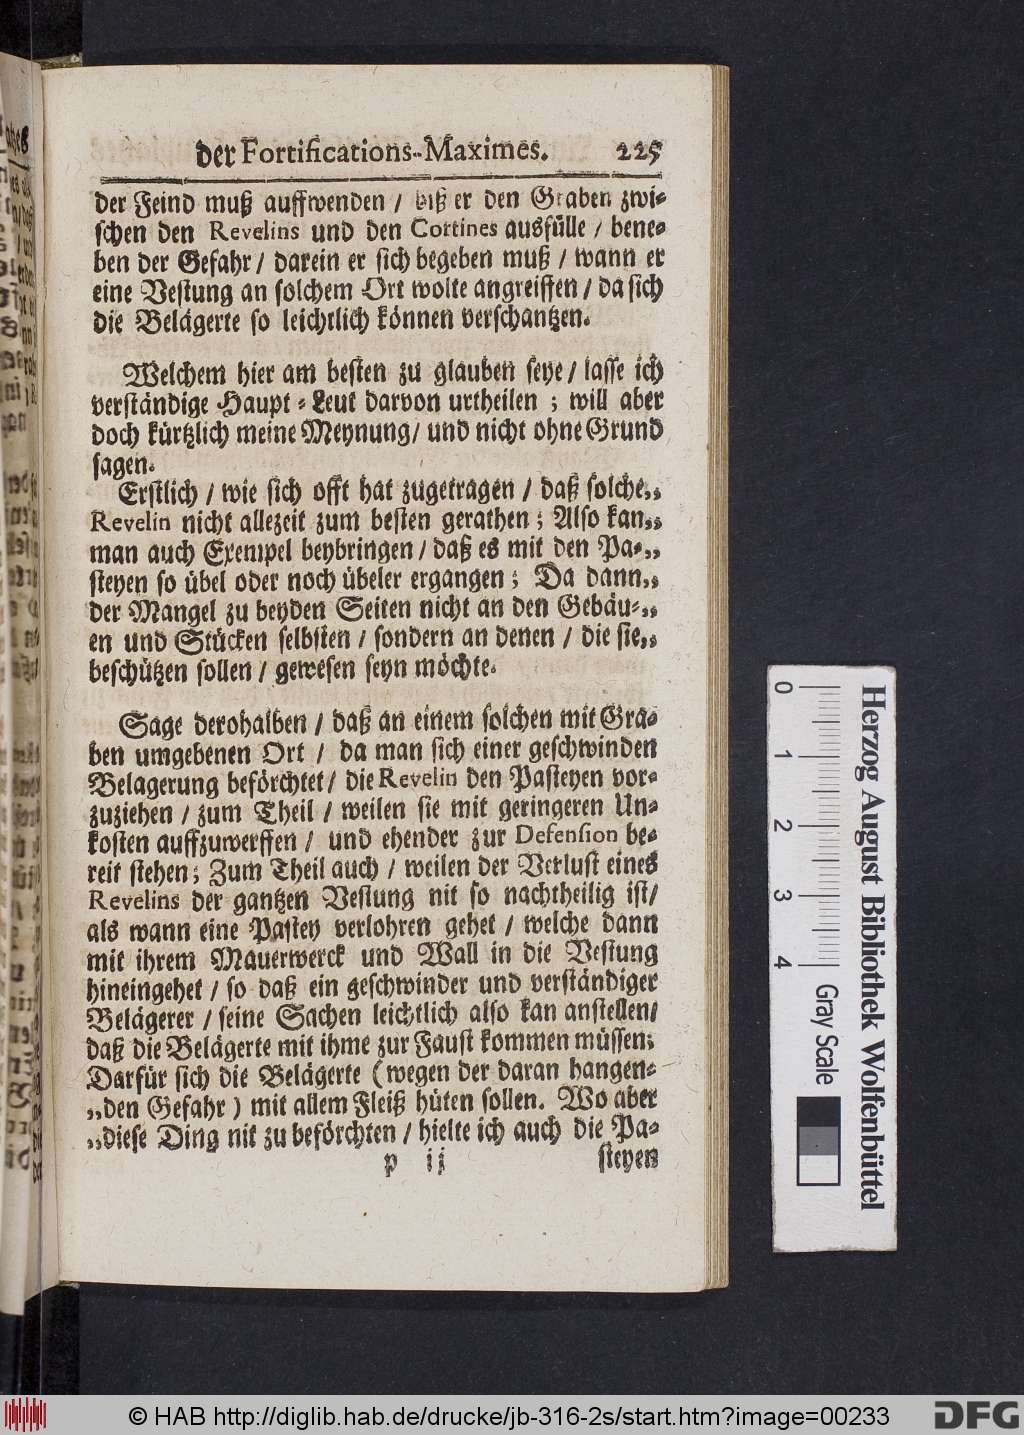 der Fortifications-Maximes. 225
der Feind muß auffwenden / biß er den Graben zwi-
schen den Revelins und den Cortines ausfülle / bene-
ben der Gefahr / darein er sich begeben muß / wann er
eine Vestung an solchem Ort wolte angreiffen / da sich
die Belägerte so leichtlich können verschantzen.
Welchem hier am besten zu glauben seye / lasse ich
verständige Haupt-Leut darvon urtheilen ; will aber
doch kürtzlich meine Meynung / und nicht ohne Grund
sagen.
Erstlich / wie sich offt hat zugetragen / daß solche„
Revelin nicht allezeit zum besten gerathen ; Also kan„
man auch Exempel beybringen / daß es mit den Pa-„
steyen so übel oder noch übeler ergangen ; Da dann„
der Mangel zu beyden Seiten nicht an den Gebäu-„
en und Stücken selbsten / sondern an denen / die sie„
beschützen sollen / gewesen seyn möchte.
Sage derohalben / daß an einem solchen mit Gra-
ben umgebenen Ort / da man sich einer geschwinden
Belagerung beförchtet / die Revelin den Pasteyen vor-
zuziehen / zum Theil / weilen sie mit geringeren Un-
kosten auffzuwerffen / und ehender zur Defension be-
reit stehen ; Zum Theil auch / weilen der Verlust eines
Revelins der gantzen Vestung nit so nachtheilig ist /
als wann eine Pastey verlohren gehet / welche dann
mit ihrem Mauerwerck und Wall in die Vestung
hineingehet / so daß ein geschwinder und verständiger
Belägerer / seine Sachen leichtlich also kan anstellen /
daß die Belägerte mit ihme zur Faust kommen müssen;
Darfür sich die Belägerte (wegen der daran hangen-
„den Gefahr) mit allem Fleiß hüten sollen. Wo aber
„diese Ding nit zu beförchten / hielte ich auch die Pa-
p ij steyen
0 1 2 3 4
Gray Scale
Herzog August Bibliothek Wolfenbüttel
© HAB http://diglib.hab.de/drucke/jb-316-2s/start.htm?image=00233
DFG